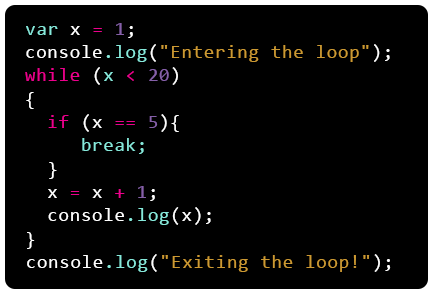 var x = 1;
console.log("Entering the loop");
while (x < 20)
{
  if (x == 5){
     break;
  }
  x = x + 1;
  console.log(x);
}
console.log("Exiting the loop!");